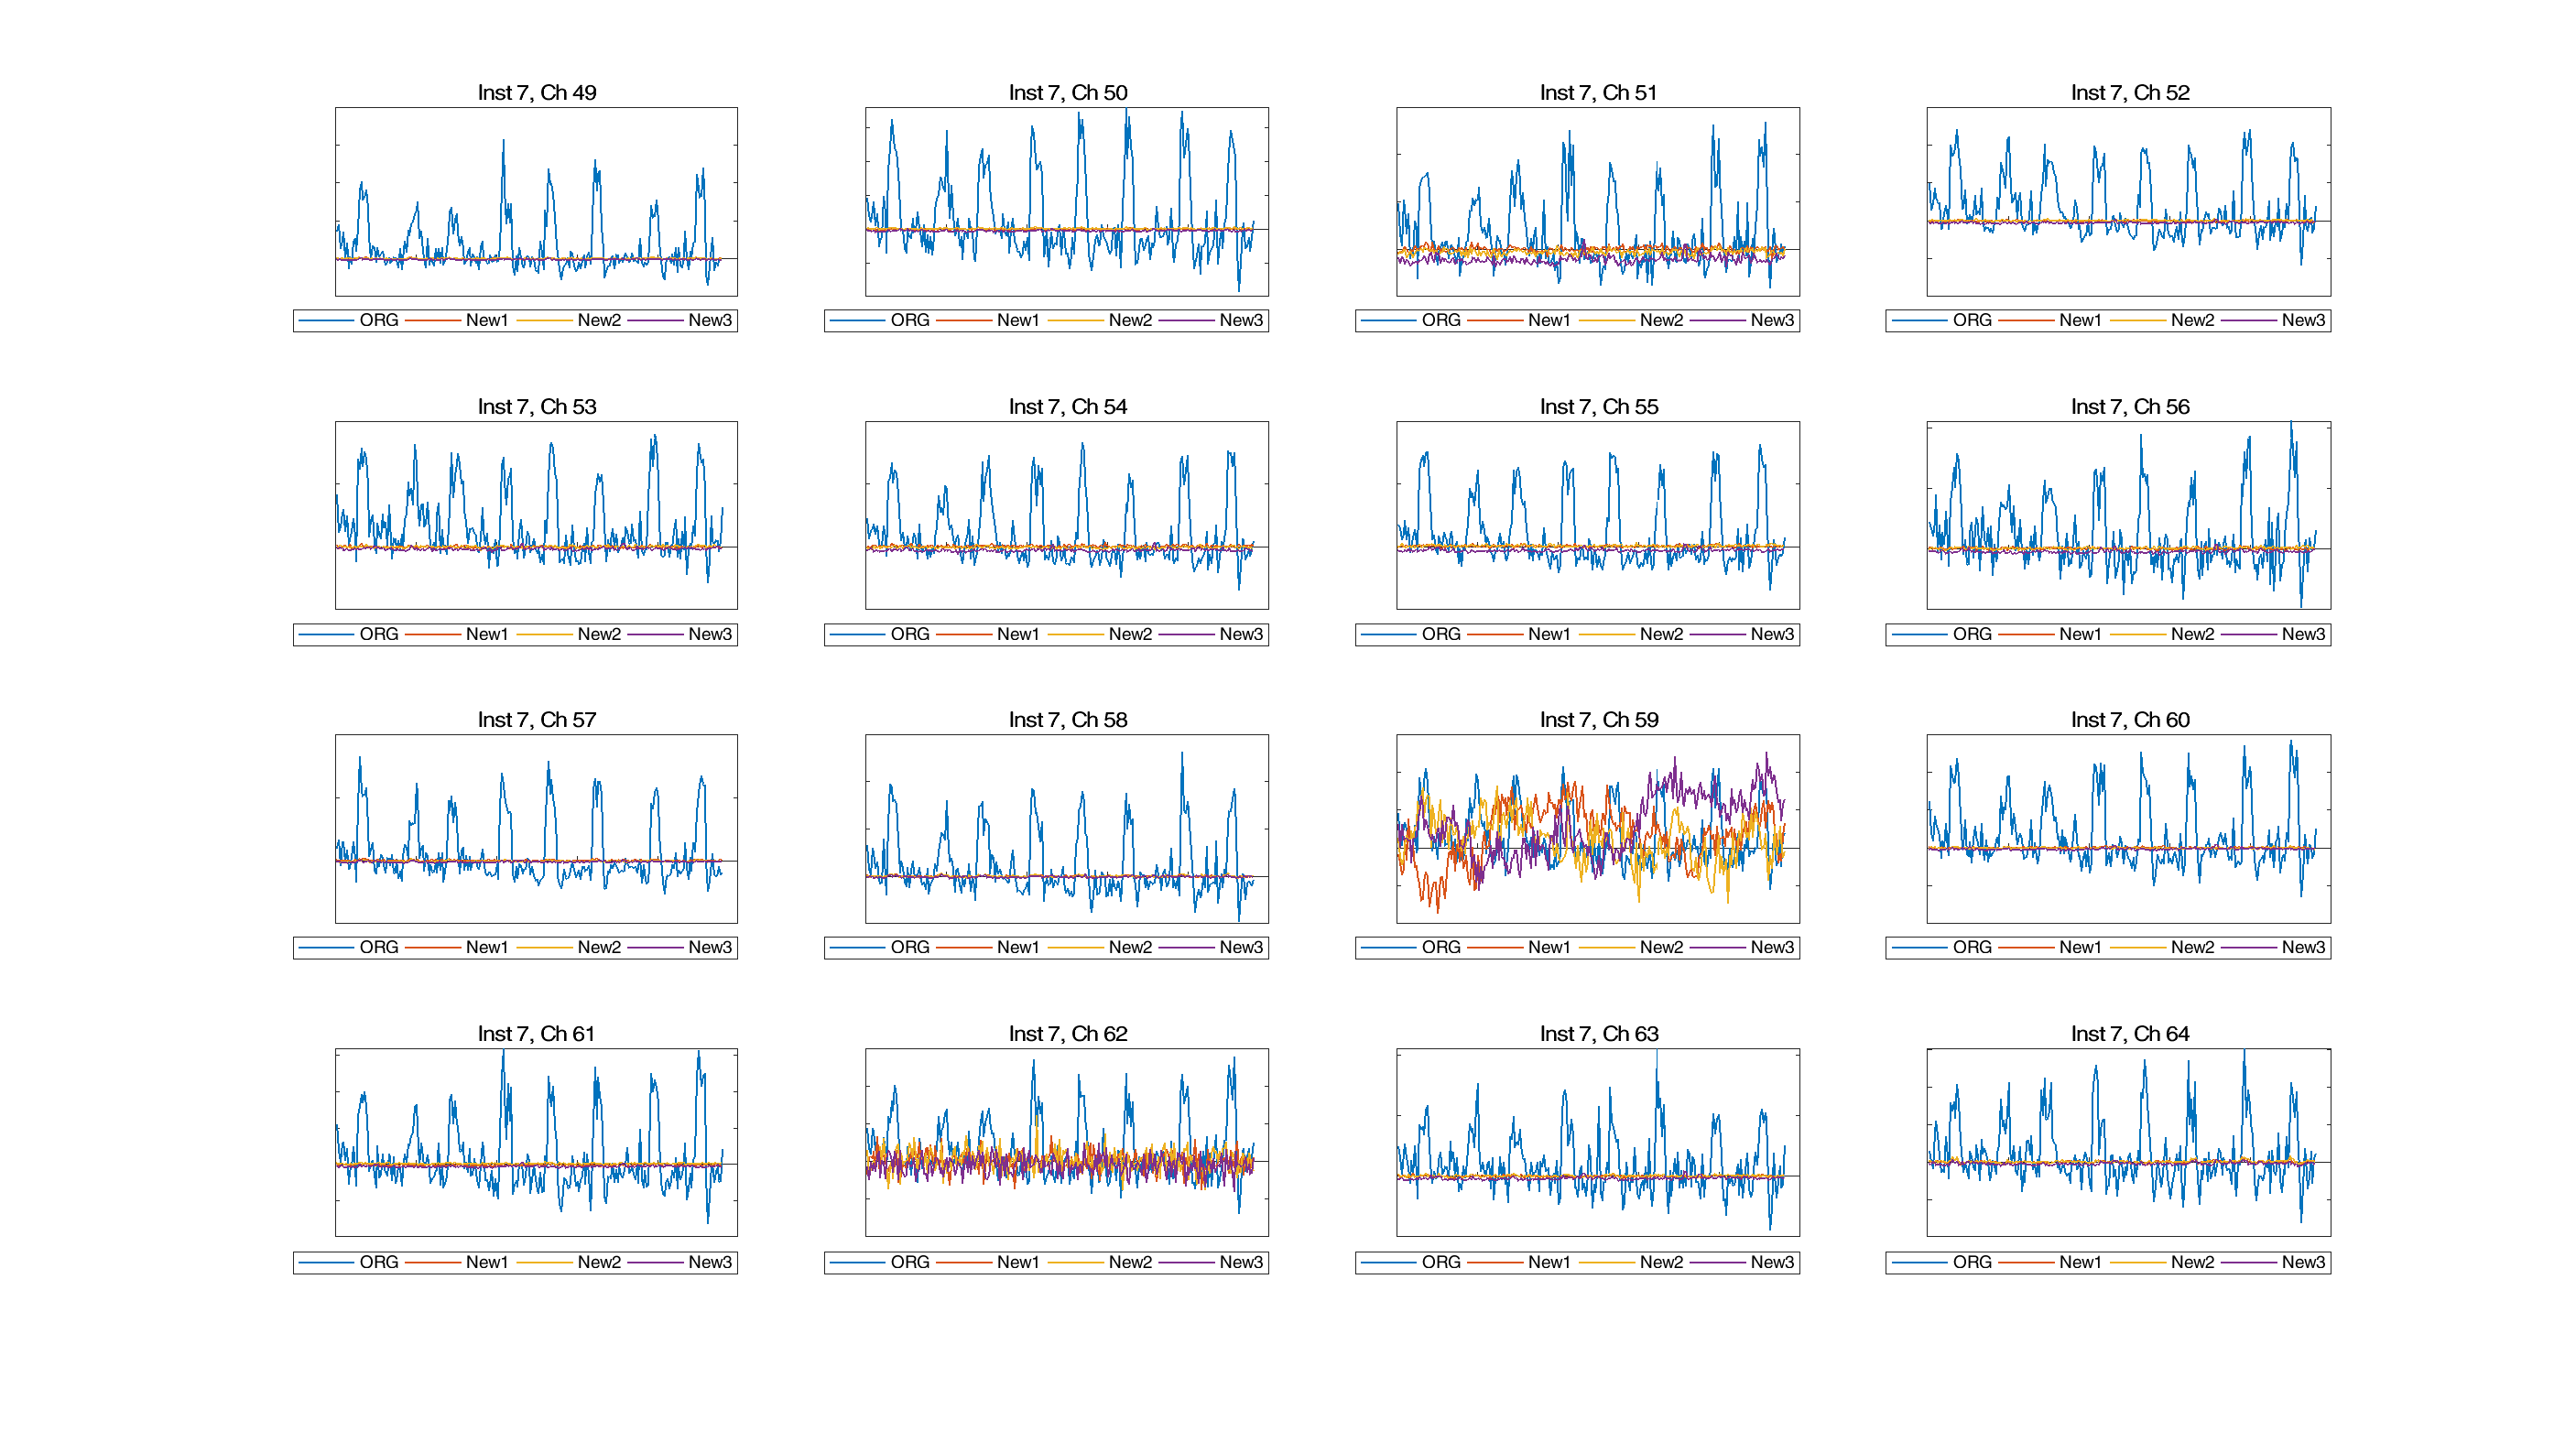 Inst 7, Ch 49
Inst 7, Ch 50
Inst 7, Ch 51
Inst 7, Ch 52
ORG New1 New2 New3
ORG New1 New2 New3
ORG New1 New2 New3
ORG New1 New2 New3
Inst 7, Ch 53
Inst 7, Ch 54
Inst 7, Ch 55
Inst 7, Ch 56
ORG New1 New2 New3
ORG New1 New2 New3
ORG New1 New2 New3
ORG New1 New2 New3
Inst 7, Ch 57
Inst 7, Ch 58
Inst 7, Ch 59
Inst 7, Ch 60
ORG New1 New2 New3
ORG New1 New2 New3
ORG New1 New2 New3
ORG New1 New2 New3
Inst 7, Ch 61
Inst 7, Ch 62
Inst 7, Ch 63
Inst 7, Ch 64
ORG New1 New2 New3
ORG New1 New2 New3
ORG New1 New2 New3
ORG New1 New2 New3